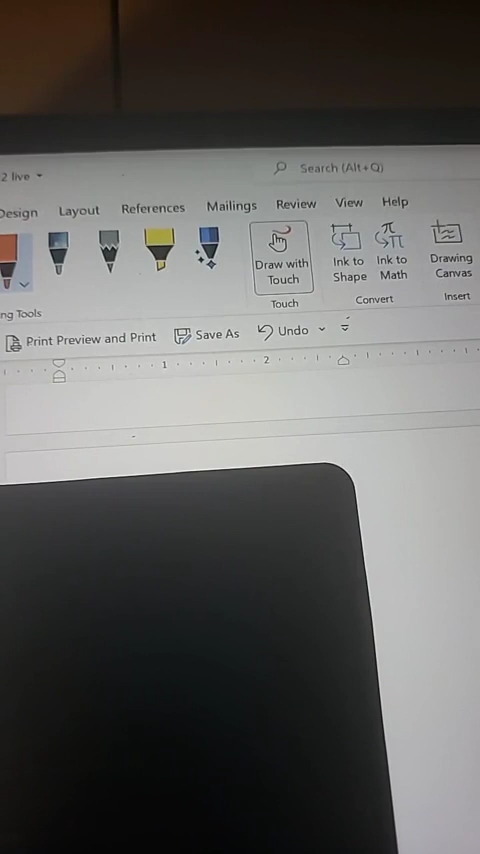 2 live
Search (Alt+Q)
Design Layout References Mailings Review View Help
Draw with Touch
Ink to Shape
Ink to Math
Drawing Canvas
ng Tools
Touch
Convert
Insert
Print Preview and Print Save As Undo
1 2